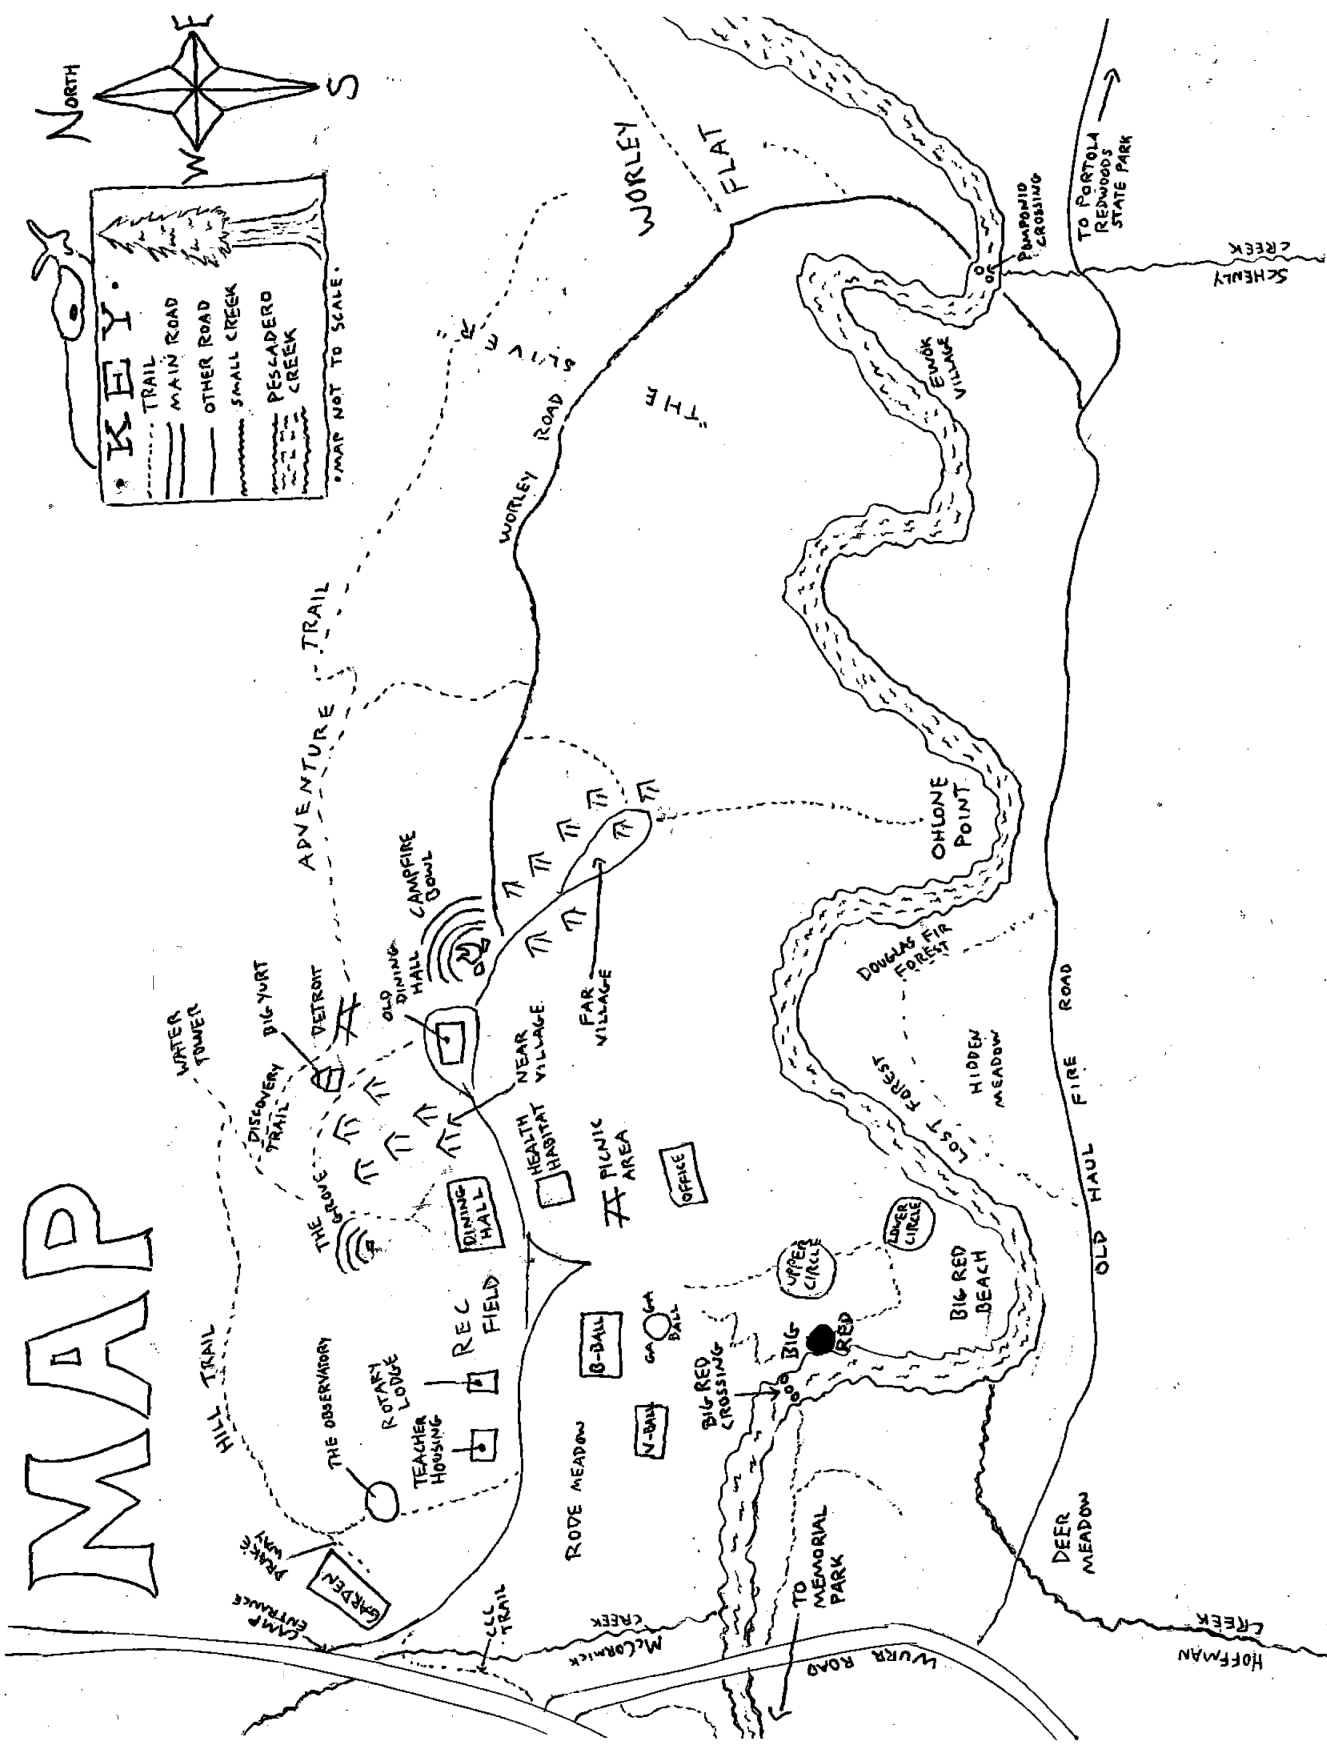 MAP
NORTH
W
E
S
• KEY.
TRAIL
MAIN ROAD
OTHER ROAD
SMALL CREEK
PESCADERO
CREEK
• MAP NOT TO SCALE.
WATER
TOWER
HILL TRAIL
DISCOVERY
TRAIL
BIG YURT
DETROIT
ADVENTURE TRAIL
"THE SLIVER"
WORLEY
FLAT
WORLEY ROAD
CAMP
ENTRANCE
DRAKE
WAY
GARDEN
THE OBSERVATORY
THE
GROVE
OLD
DINING
HALL
CAMPFIRE
BOWL
TEACHER
HOUSING
ROTARY
LODGE
REC
FIELD
DINING
HALL
NEAR
VILLAGE
HEALTH
HABITAT
FAR
VILLAGE
PICNIC
AREA
OFFICE
CCC
TRAIL
McCORMICK
CREEK
RODE MEADOW
B-BALL
GA GA
BALL
V-BALL
BIG RED
CROSSING
BIG
RED
UPPER
CIRCLE
LOWER
CIRCLE
BIG RED
BEACH
LOST FOREST
HIDDEN
MEADOW
DOUGLAS FIR
FOREST
OHLONE
POINT
EWOK
VILLAGE
POMPONIO
CROSSING
TO PORTOLA
REDWOODS
STATE PARK
SCHENLY
CREEK
TO
MEMORIAL
PARK
WURR ROAD
DEER
MEADOW
OLD HAUL FIRE ROAD
HOFFMAN
CREEK